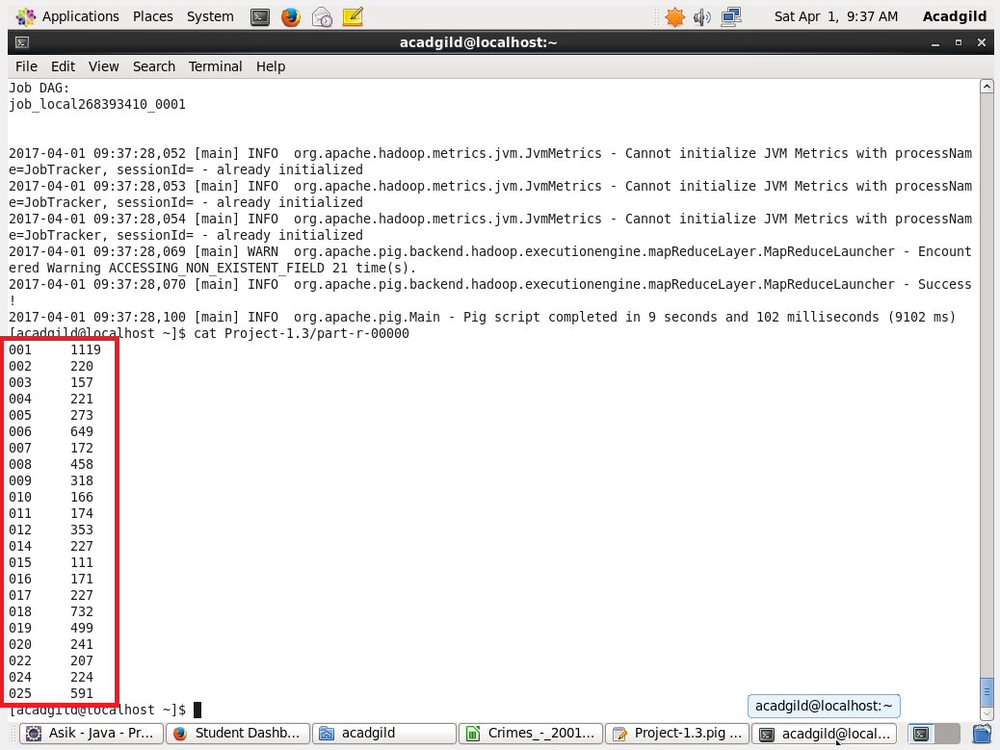 Applications Places System Sat Apr 1, 9:37 AM Acadgild
acadgild@localhost:~
File Edit View Search Terminal Help
Job DAG:
job_local268393410_0001
2017-04-01 09:37:28,052 [main] INFO  org.apache.hadoop.metrics.jvm.JvmMetrics - Cannot initialize JVM Metrics with processNam
e=JobTracker, sessionId= - already initialized
2017-04-01 09:37:28,053 [main] INFO  org.apache.hadoop.metrics.jvm.JvmMetrics - Cannot initialize JVM Metrics with processNam
e=JobTracker, sessionId= - already initialized
2017-04-01 09:37:28,054 [main] INFO  org.apache.hadoop.metrics.jvm.JvmMetrics - Cannot initialize JVM Metrics with processNam
e=JobTracker, sessionId= - already initialized
2017-04-01 09:37:28,069 [main] WARN  org.apache.pig.backend.hadoop.executionengine.mapReduceLayer.MapReduceLauncher - Encount
ered Warning ACCESSING_NON_EXISTENT_FIELD 21 time(s).
2017-04-01 09:37:28,070 [main] INFO  org.apache.pig.backend.hadoop.executionengine.mapReduceLayer.MapReduceLauncher - Success
!
2017-04-01 09:37:28,100 [main] INFO  org.apache.pig.Main - Pig script completed in 9 seconds and 102 milliseconds (9102 ms)
[acadgild@localhost ~]$ cat Project-1.3/part-r-00000
001 1119
002 220
003 157
004 221
005 273
006 649
007 172
008 458
009 318
010 166
011 174
012 353
014 227
015 111
016 171
017 227
018 732
019 499
020 241
022 207
024 224
025 591
[acadgild@localhost ~]$
acadgild@localhost:~
Asik - Java - Pr... Student Dashb... acadgild Crimes_-_2001... Project-1.3.pig ... acadgild@local...